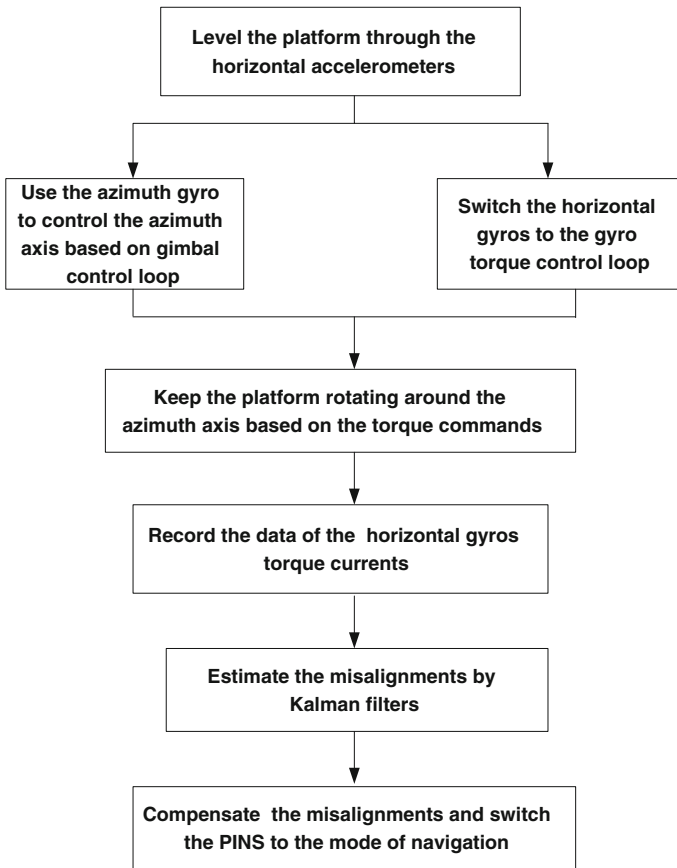 Level the platform through the
horizontal accelerometers
Use the azimuth gyro
to control the azimuth
axis based on gimbal
control loop
Switch the horizontal
gyros to the gyro
torque control loop
Keep the platform rotating around the
azimuth axis based on the torque commands
Record the data of the horizontal gyros
torque currents
Estimate the misalignments by
Kalman filters
Compensate the misalignments and switch
the PINS to the mode of navigation